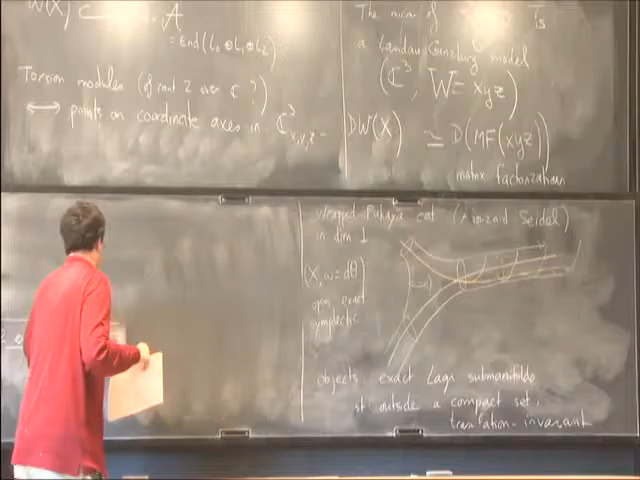 W(X) A
= End(L₀⊕L₁⊕L₂)
Torsion modules (of rank 2 over C ?)
⟷ points on coordinate axes in C³x,y,z
The mirror of is
a Landau-Ginzburg model
(C³, W = xyz)
DW(X) ≃ D(MF(xyz))
matrix factorizations
wrapped Fukaya cat (Abouzaid Seidel)
in dim 1
(X, ω = dθ)
open, exact
symplectic
objects exact Lagr submanifolds
st outside a compact set,
translation-invariant